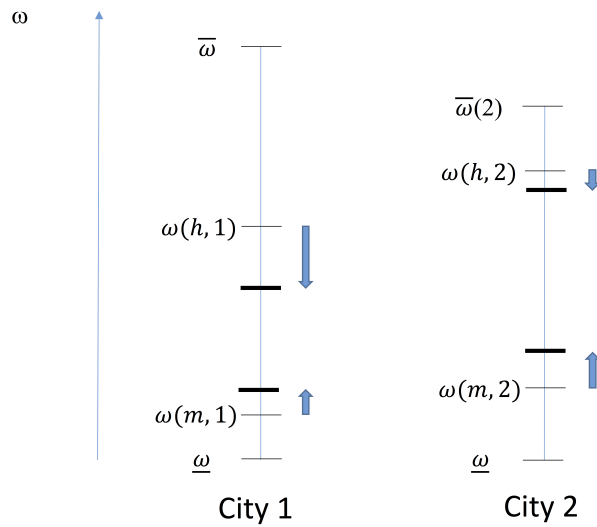 ω
ω̅
ω(h, 1)
ω(m, 1)
ω̲
City 1
ω̅(2)
ω(h, 2)
ω(m, 2)
ω̲
City 2